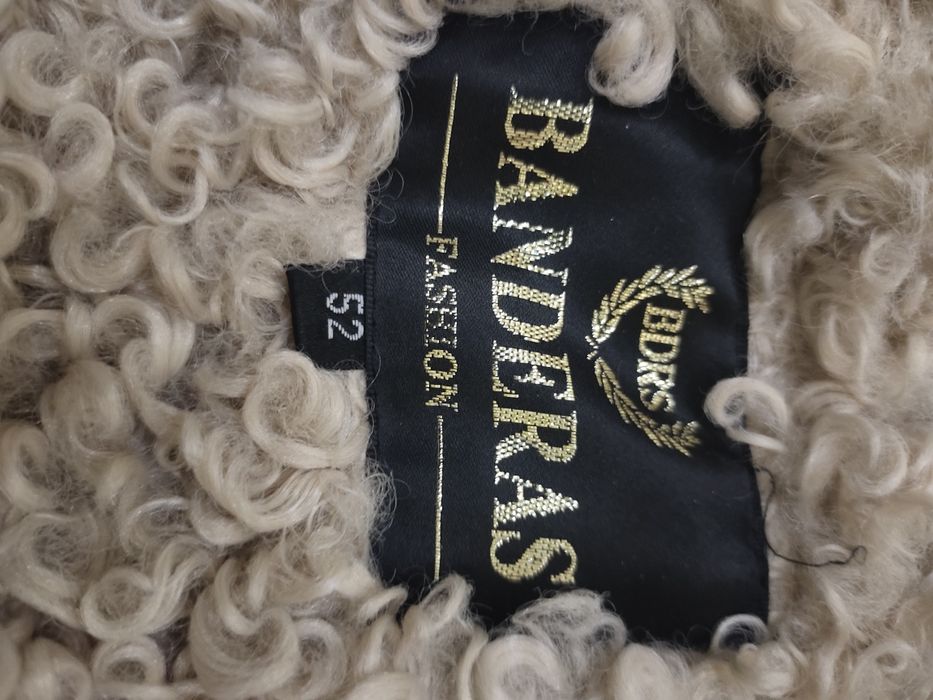 BDRS
BANDERAS
FASHION
52